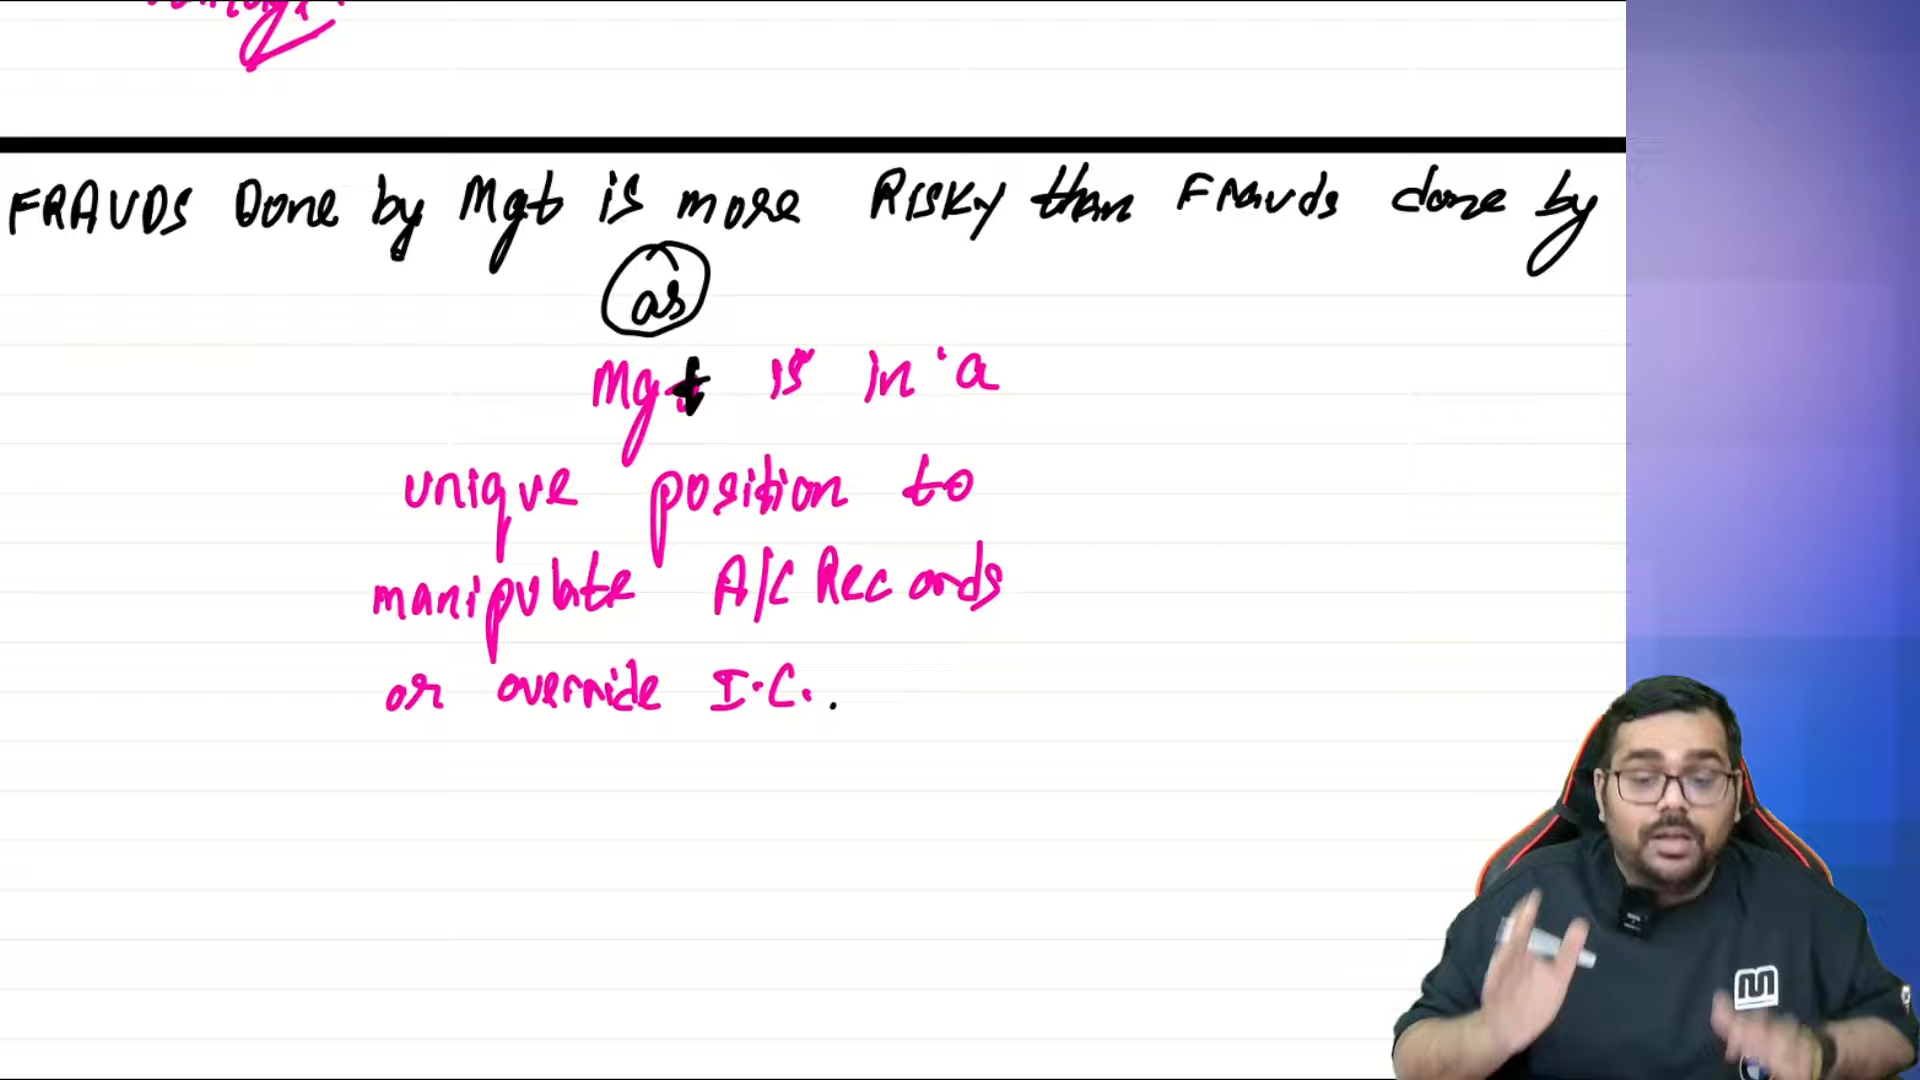 FRAUDS Done by Mgt is more RISKY than Frauds done by
as
Mgt is in a
unique position to
manipulate A/C Records
or override I.C.